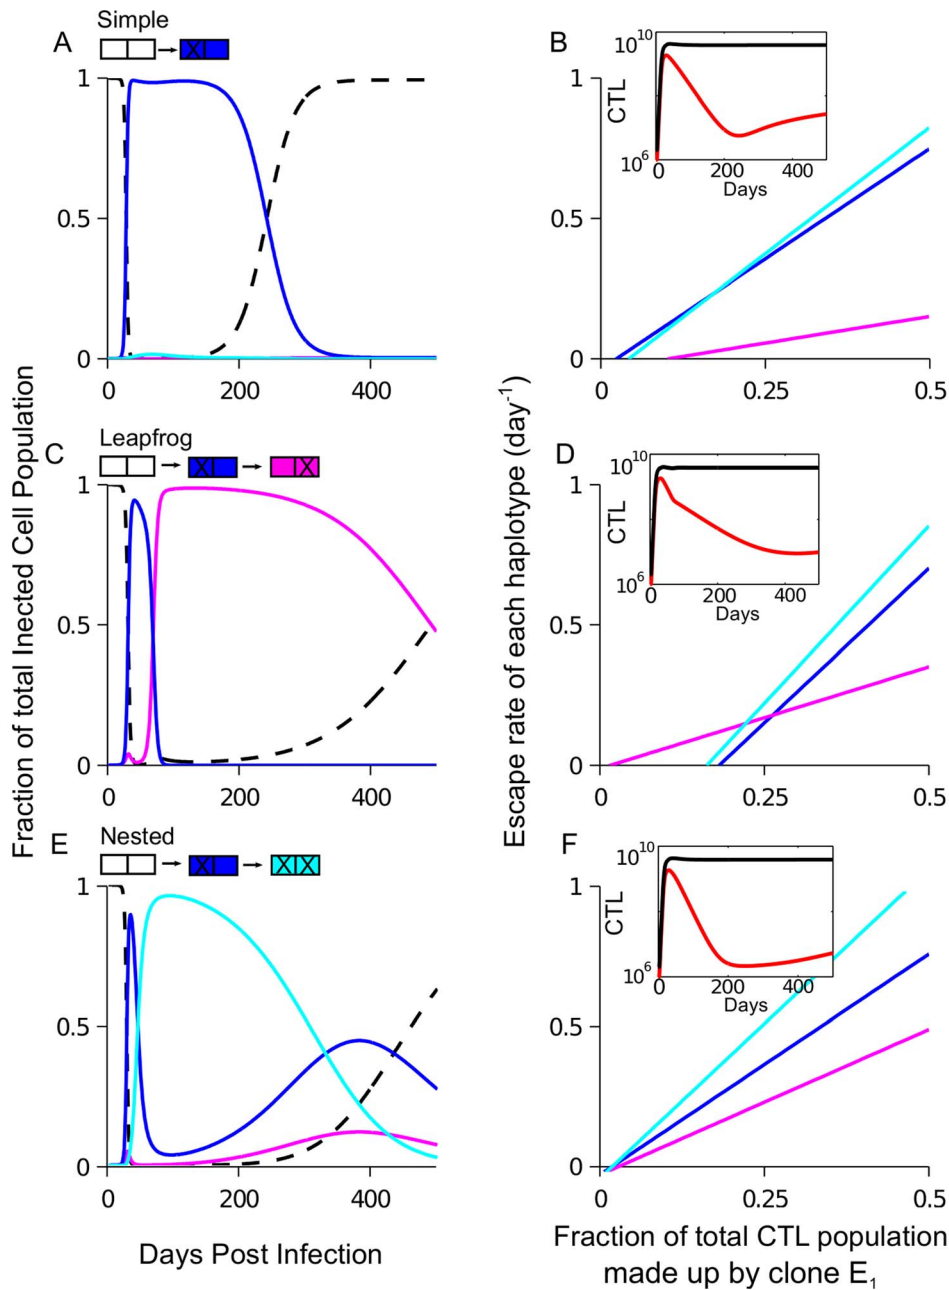 Simple
A
X
1
0.5
0
0
200
400
B
1
0.5
0
0
0.25
0.5
10^10
CTL
10^6
0
200
400
Days
Leapfrog
C
X
X
1
0.5
0
0
200
400
D
1
0.5
0
0
0.25
0.5
10^10
CTL
10^6
0
200
400
Days
Nested
E
X
X X
1
0.5
0
0
200
400
F
1
0.5
0
0
0.25
0.5
10^10
CTL
10^6
0
200
400
Days
Fraction of total Inected Cell Population
Escape rate of each haplotype (day^-1)
Days Post Infection
Fraction of total CTL population
made up by clone E_1